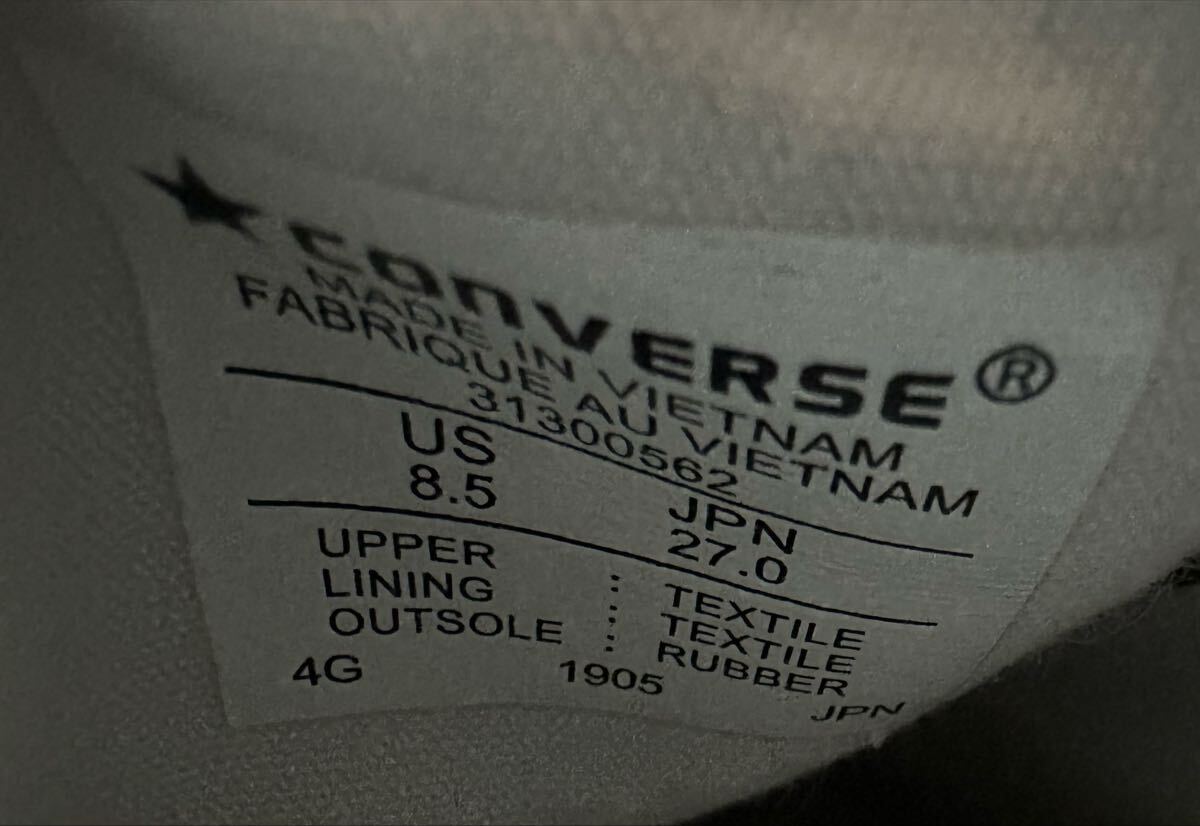 CONVERSE®
MADE IN VIETNAM
FABRIQUE AU VIETNAM
31300562
US JPN
8.5 27.0
UPPER : TEXTILE
LINING : TEXTILE
OUTSOLE : RUBBER
4G 1905 JPN